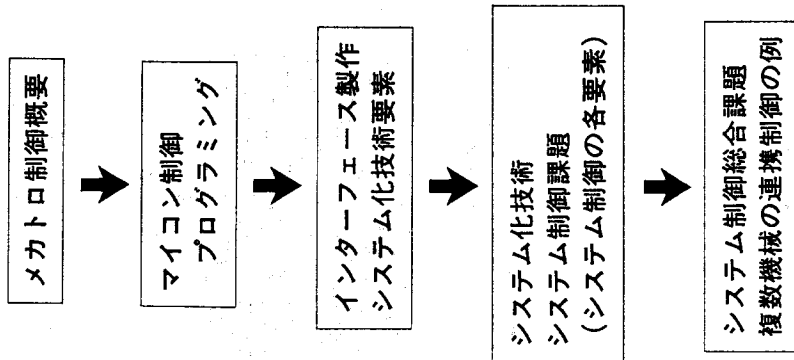 メカトロ制御概要
マイコン制御
プログラミング
インターフェース製作
システム化技術要素
システム化技術
システム制御課題
（システム制御の各要素）
システム制御総合課題
複数機械の連携制御の例